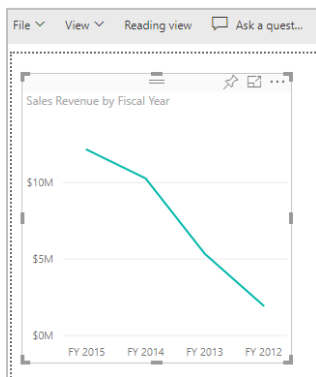 File View Reading view Ask a quest...
Sales Revenue by Fiscal Year
$10M
$5M
$0M
FY 2015 FY 2014 FY 2013 FY 2012